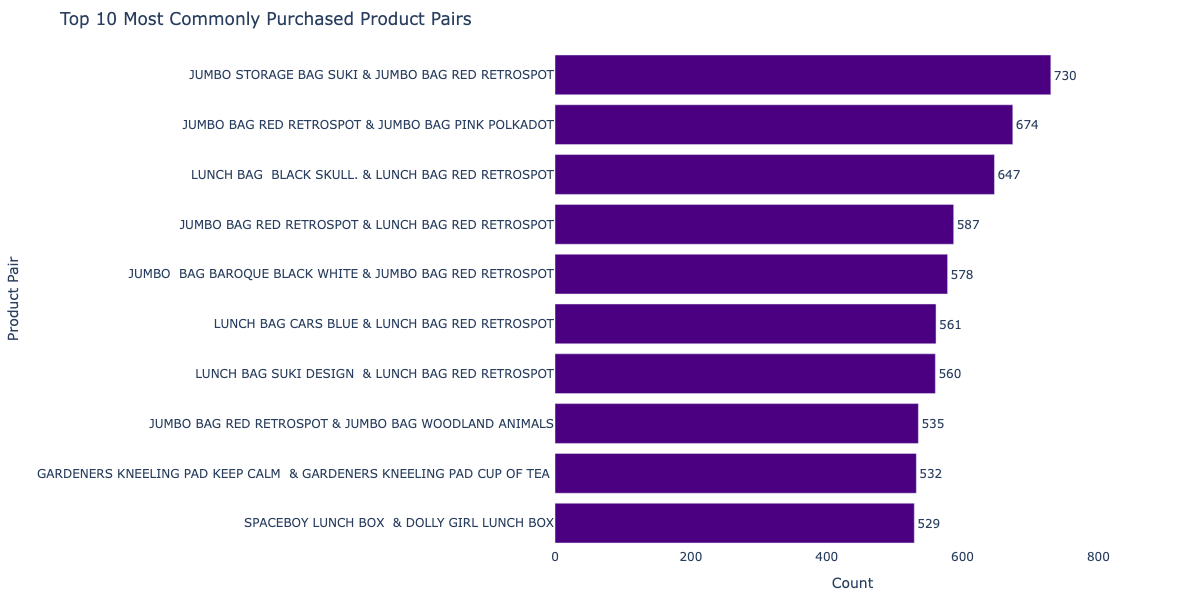 Top 10 Most Commonly Purchased Product Pairs
Product Pair
JUMBO STORAGE BAG SUKI & JUMBO BAG RED RETROSPOT 730
JUMBO BAG RED RETROSPOT & JUMBO BAG PINK POLKADOT 674
LUNCH BAG  BLACK SKULL. & LUNCH BAG RED RETROSPOT 647
JUMBO BAG RED RETROSPOT & LUNCH BAG RED RETROSPOT 587
JUMBO  BAG BAROQUE BLACK WHITE & JUMBO BAG RED RETROSPOT 578
LUNCH BAG CARS BLUE & LUNCH BAG RED RETROSPOT 561
LUNCH BAG SUKI DESIGN  & LUNCH BAG RED RETROSPOT 560
JUMBO BAG RED RETROSPOT & JUMBO BAG WOODLAND ANIMALS 535
GARDENERS KNEELING PAD KEEP CALM  & GARDENERS KNEELING PAD CUP OF TEA 532
SPACEBOY LUNCH BOX  & DOLLY GIRL LUNCH BOX 529
0 200 400 600 800
Count